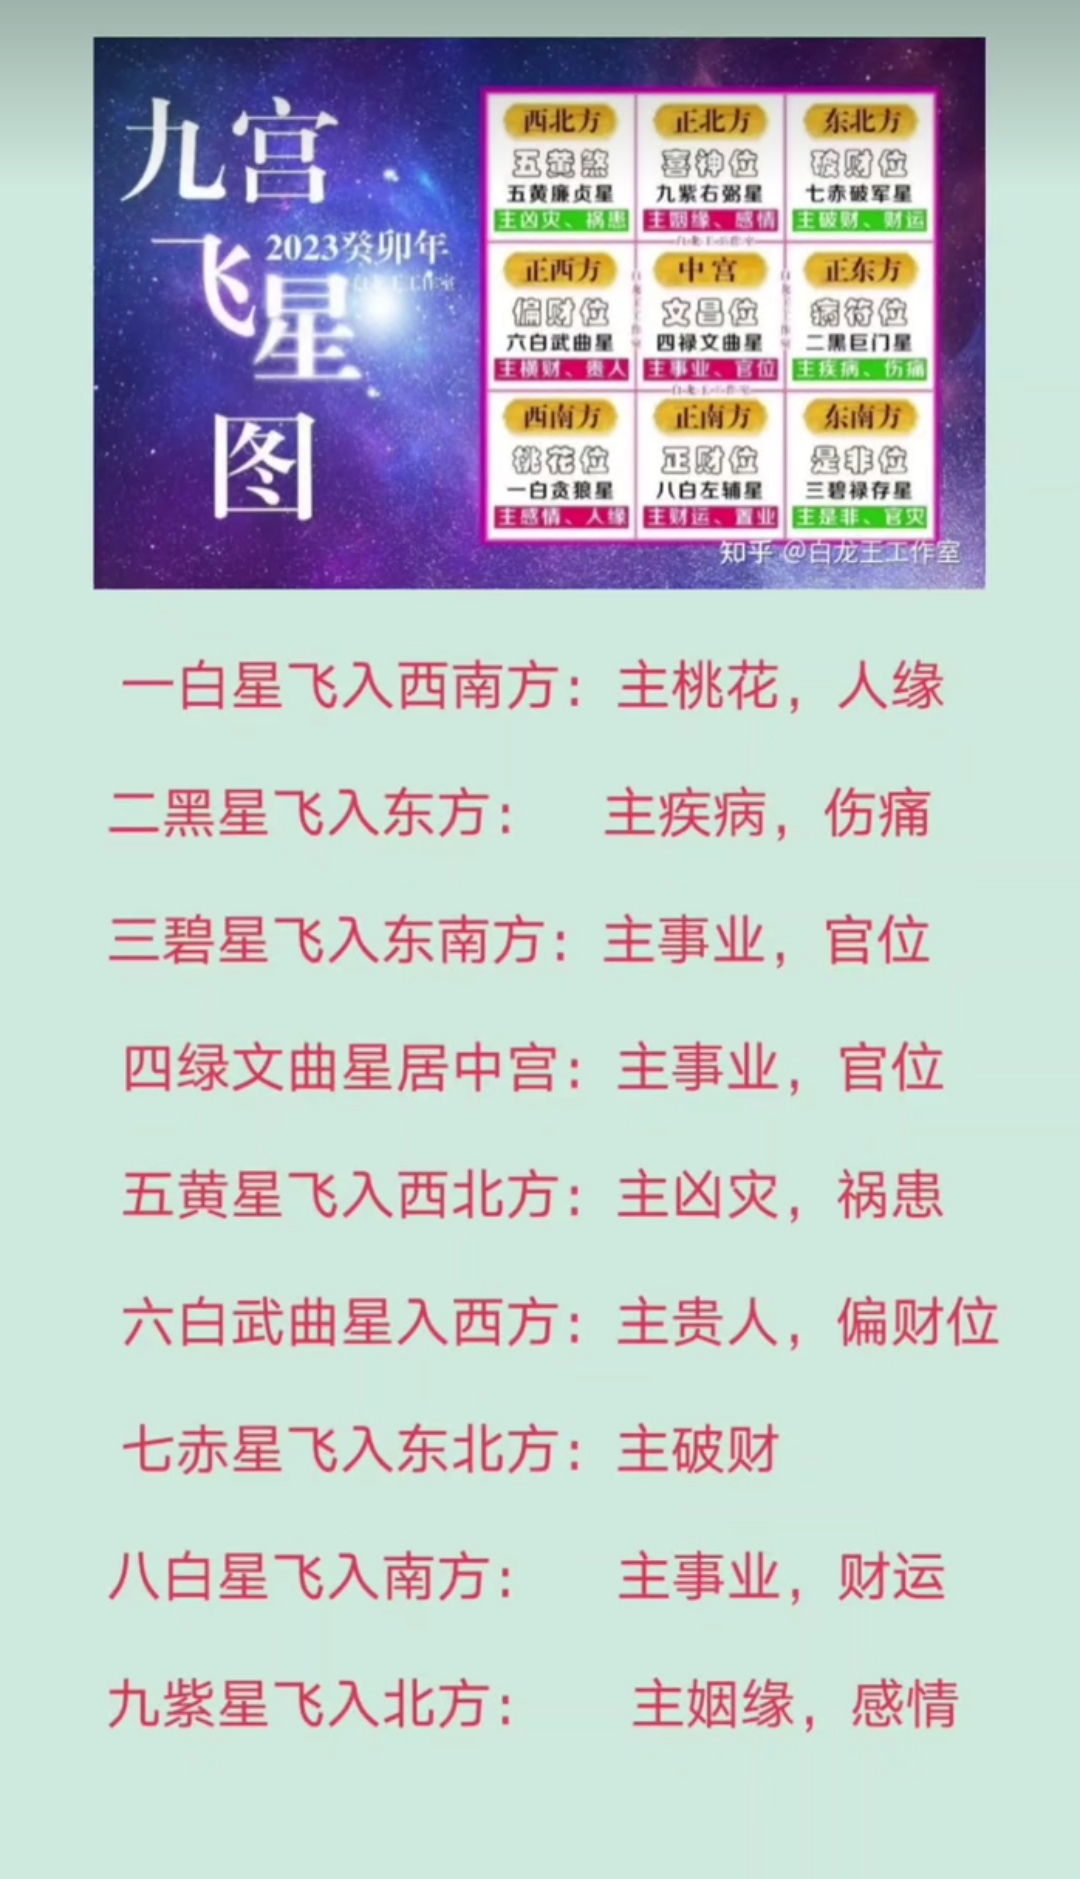 九宫
飞星
2023癸卯年
图
西北方 正北方 东北方
五黄煞 喜神位 破财位
五黄廉贞星 九紫右弼星 七赤破军星
主凶灾、祸患 主姻缘、感情 主破财、财运
正西方 中宫 正东方
偏财位 文昌位 病符位
六白武曲星 四禄文曲星 二黑巨门星
主横财、贵人 主事业、官位 主疾病、伤痛
西南方 正南方 东南方
桃花位 正财位 是非位
一白贪狼星 八白左辅星 三碧禄存星
主感情、人缘 主财运、置业 主是非、官灾
知乎 @白龙王工作室
一白星飞入西南方：主桃花，人缘
二黑星飞入东方： 主疾病，伤痛
三碧星飞入东南方：主事业，官位
四绿文曲星居中宫：主事业，官位
五黄星飞入西北方：主凶灾，祸患
六白武曲星入西方：主贵人，偏财位
七赤星飞入东北方：主破财
八白星飞入南方： 主事业，财运
九紫星飞入北方： 主姻缘，感情